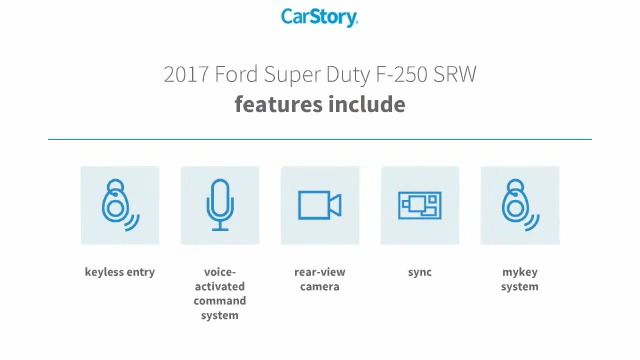 CarStory.
2017 Ford Super Duty F-250 SRW
features include
keyless entry
voice-
activated
command
system
rear-view
camera
sync
mykey
system